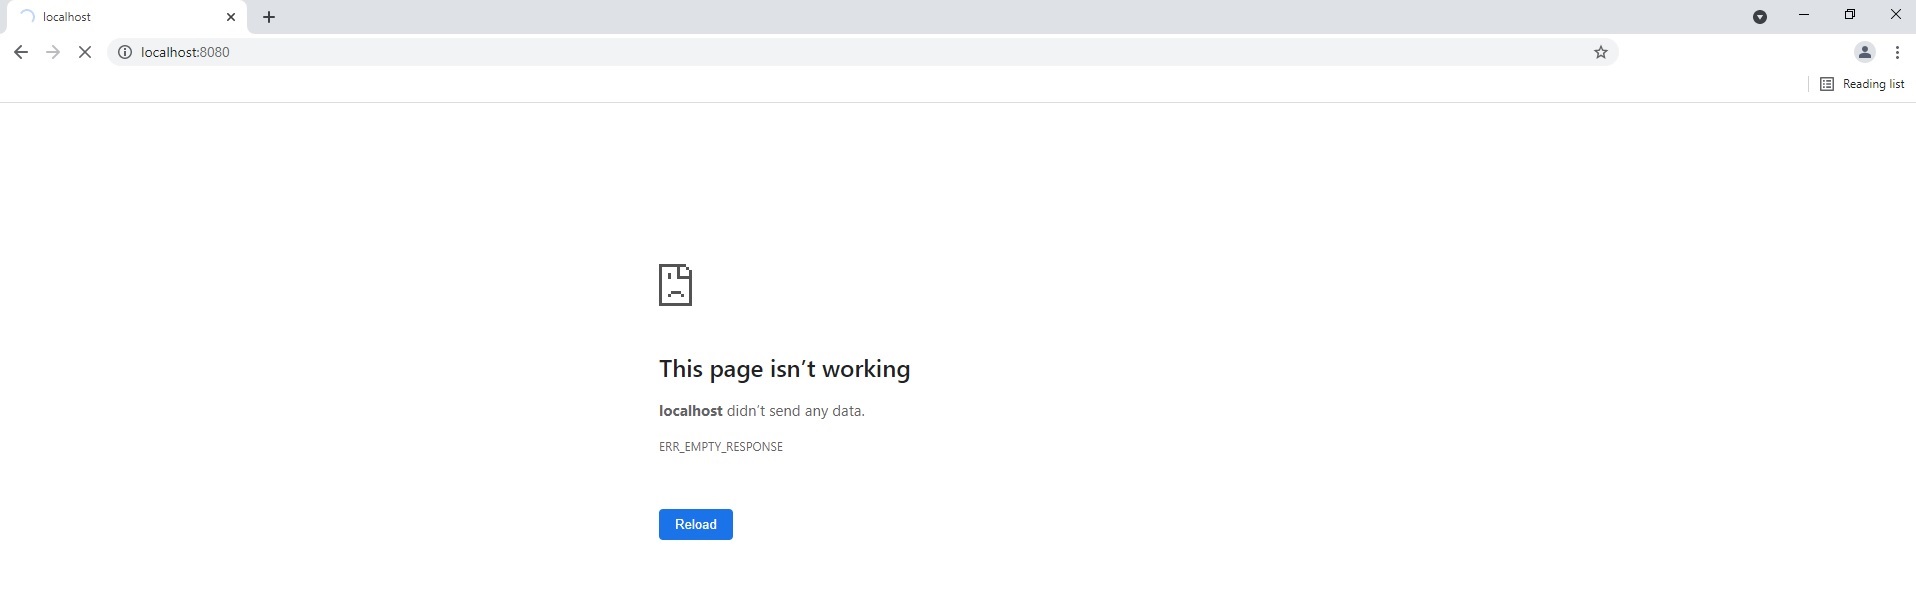 localhost
localhost:8080
Reading list
This page isn’t working
localhost didn’t send any data.
ERR_EMPTY_RESPONSE
Reload